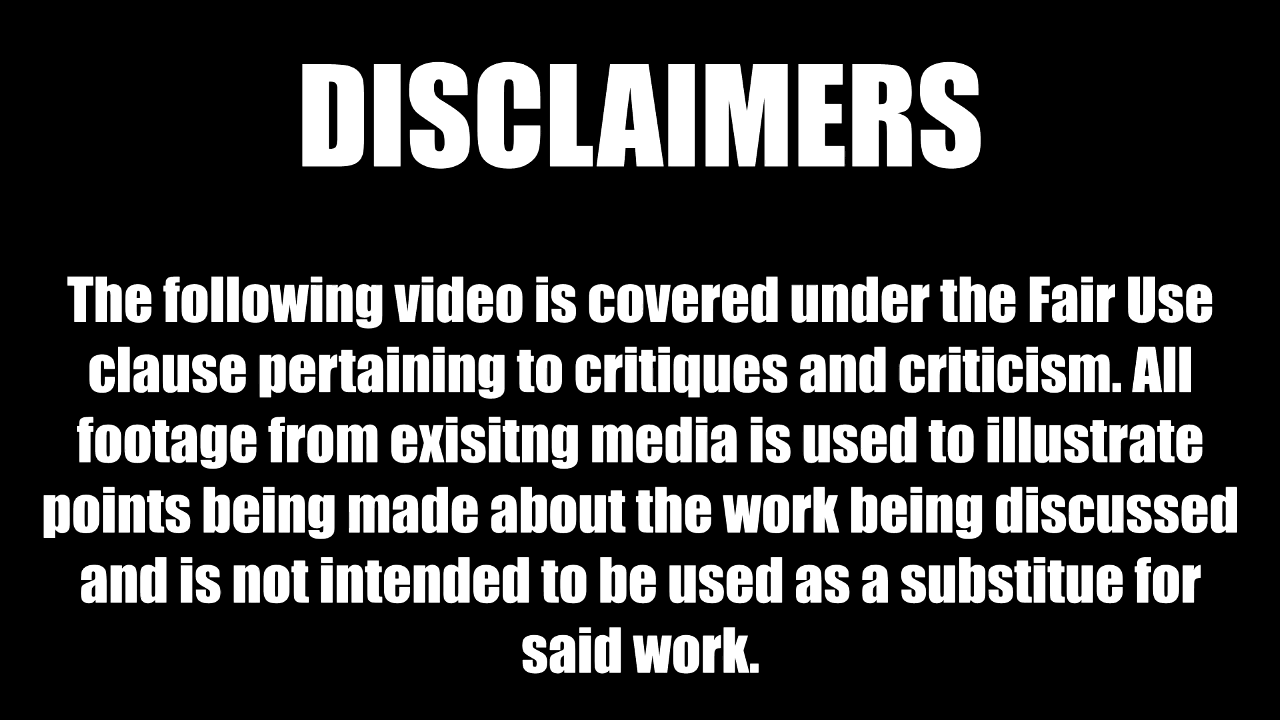 DISCLAIMERS
The following video is covered under the Fair Use
clause pertaining to critiques and criticism. All
footage from exisitng media is used to illustrate
points being made about the work being discussed
and is not intended to be used as a substitue for
said work.